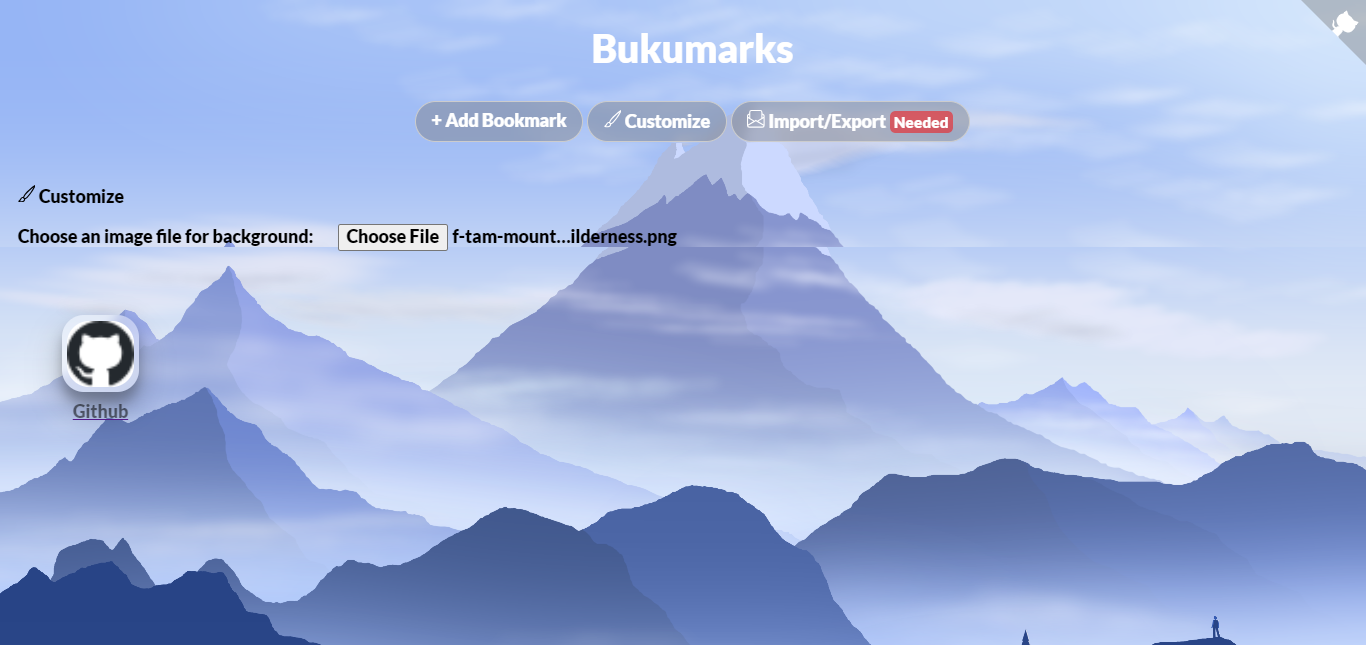 Bukumarks
+ Add Bookmark
Customize
Import/Export Needed
Customize
Choose an image file for background: Choose File f-tam-mount...ilderness.png
Github